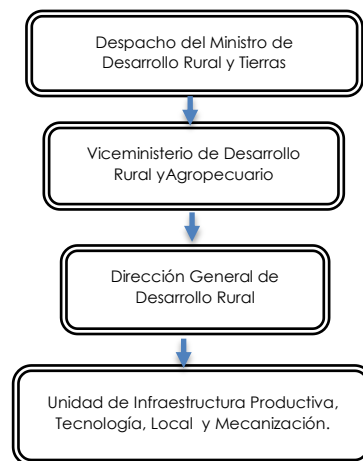 Despacho del Ministro de
Desarrollo Rural y Tierras
Viceministerio de Desarrollo
Rural yAgropecuario
Dirección General de
Desarrollo Rural
Unidad de Infraestructura Productiva,
Tecnología, Local y Mecanización.